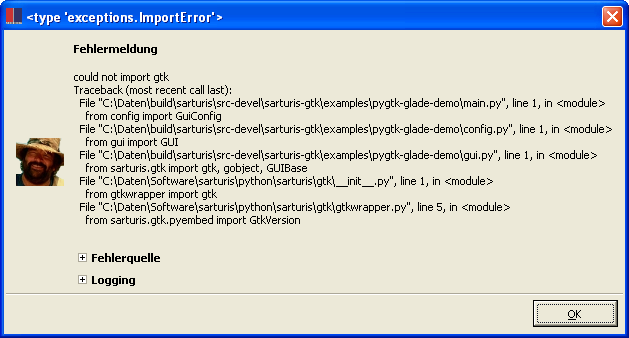 <type 'exceptions.ImportError'>
Fehlermeldung
could not import gtk
Traceback (most recent call last):
File "C:\Daten\build\sarturis\src-devel\sarturis-gtk\examples\pygtk-glade-demo\main.py", line 1, in <module>
from config import GuiConfig
File "C:\Daten\build\sarturis\src-devel\sarturis-gtk\examples\pygtk-glade-demo\config.py", line 1, in <module>
from gui import GUI
File "C:\Daten\build\sarturis\src-devel\sarturis-gtk\examples\pygtk-glade-demo\gui.py", line 1, in <module>
from sarturis.gtk import gtk, gobject, GUIBase
File "C:\Daten\Software\sarturis\python\sarturis\gtk\__init__.py", line 1, in <module>
from gtkwrapper import gtk
File "C:\Daten\Software\sarturis\python\sarturis\gtk\gtkwrapper.py", line 5, in <module>
from sarturis.gtk.pyembed import GtkVersion
Fehlerquelle
Logging
OK